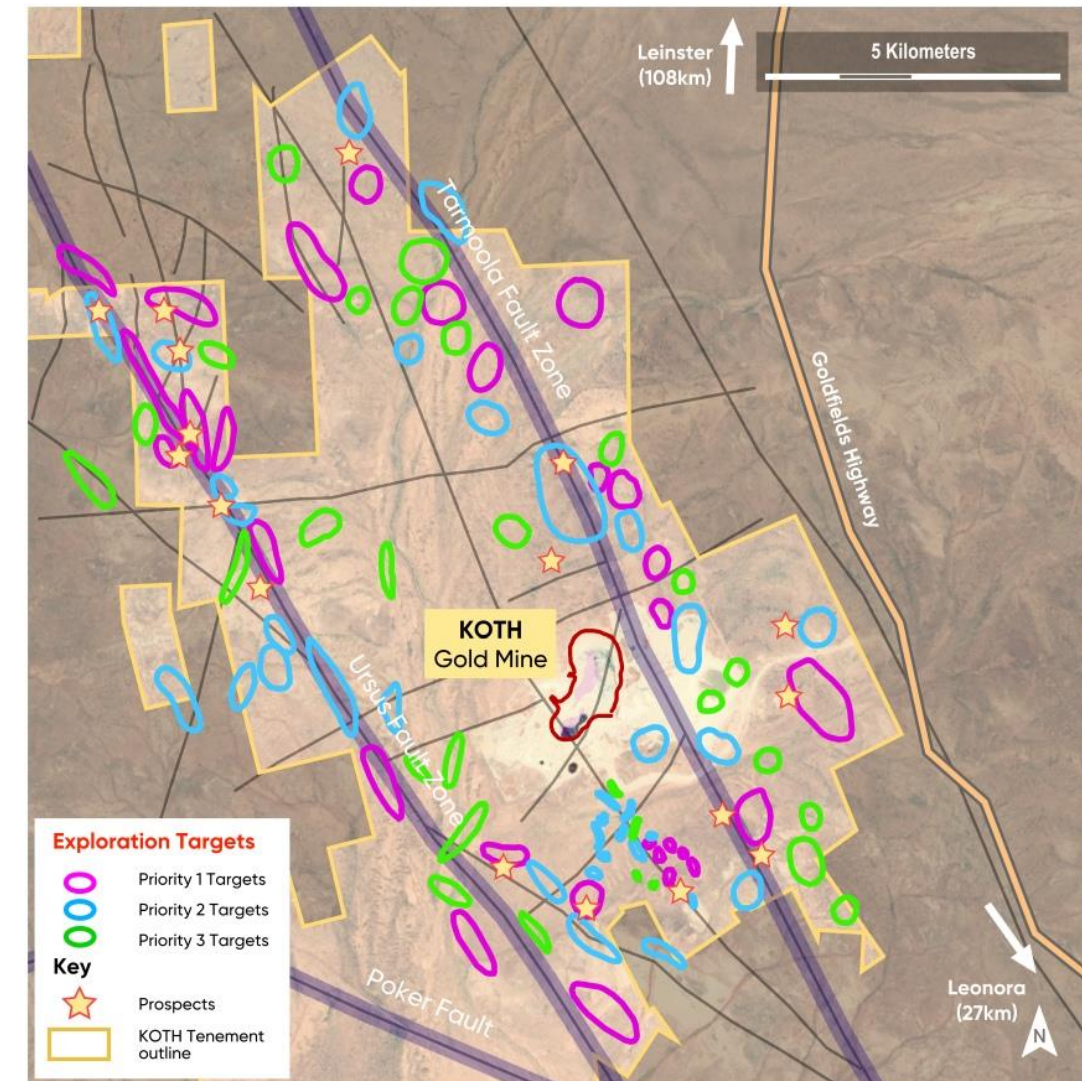 Leinster
(108km)
5 Kilometers
Tarmoola Fault Zone
Goldfields Highway
KOTH
Gold Mine
Ursus Fault Zone
Exploration Targets
Priority 1 Targets
Priority 2 Targets
Priority 3 Targets
Key
Prospects
KOTH Tenement
outline
Poker Fault
Leonora
(27km)
N